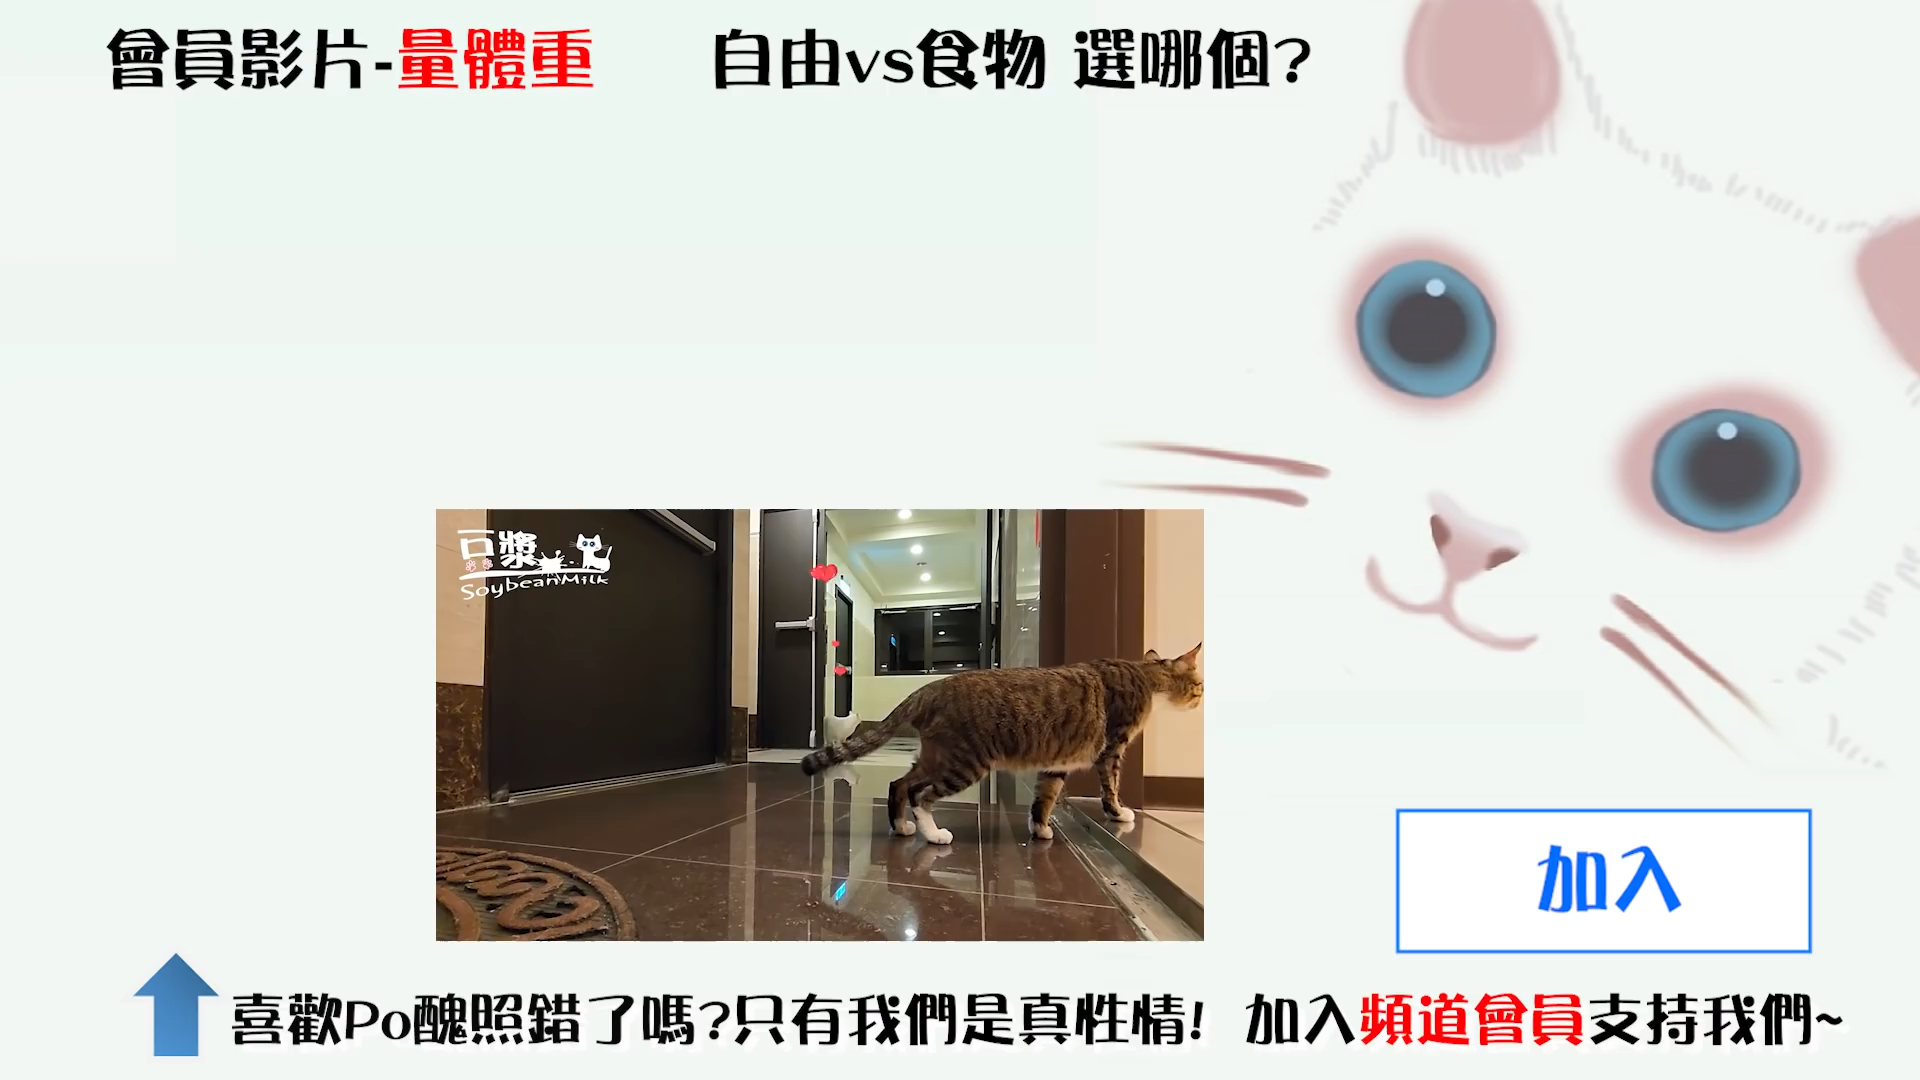 會員影片-量體重
自由vs食物 選哪個?
豆漿
SoybeanMilk
加入
喜歡Po醜照錯了嗎?只有我們是真性情! 加入頻道會員支持我們~